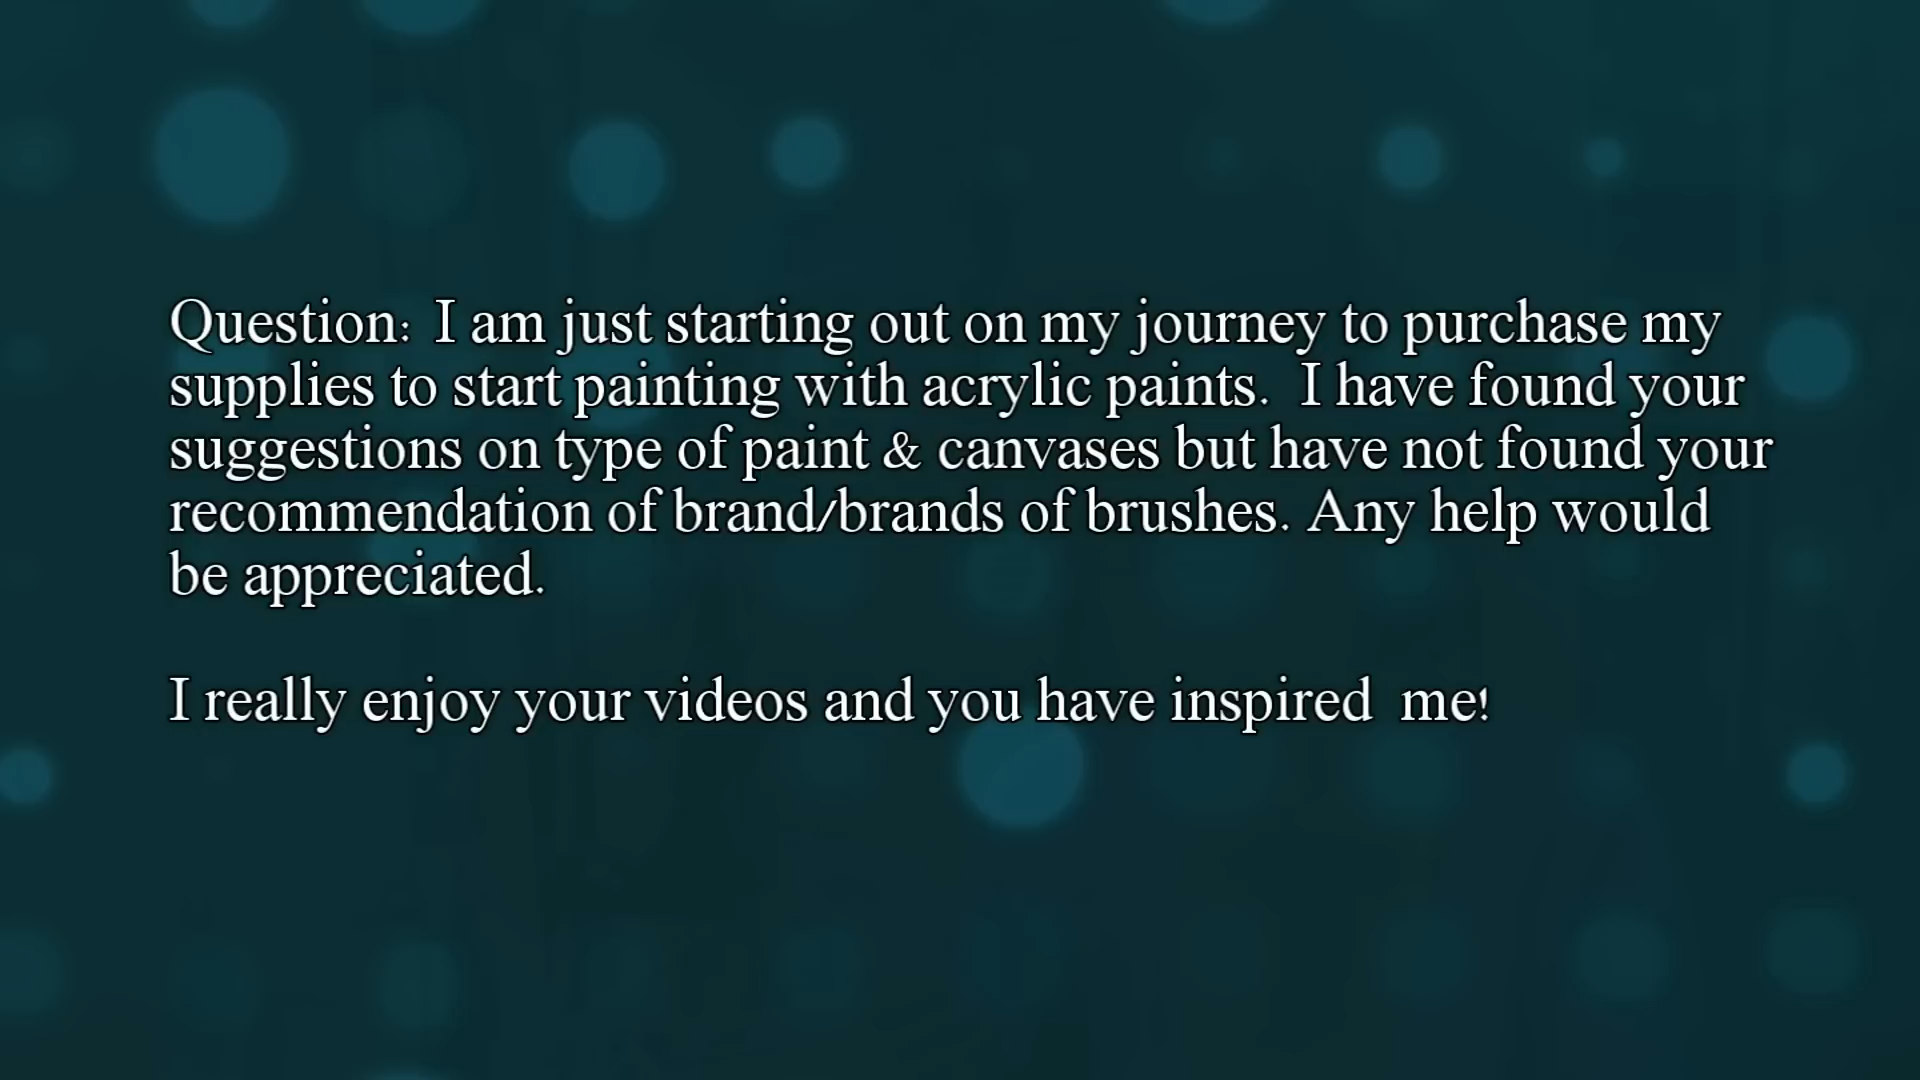 Question:  I am just starting out on my journey to purchase my
supplies to start painting with acrylic paints.  I have found your
suggestions on type of paint & canvases but have not found your
recommendation of brand/brands of brushes. Any help would
be appreciated.
I really enjoy your videos and you have inspired  me!